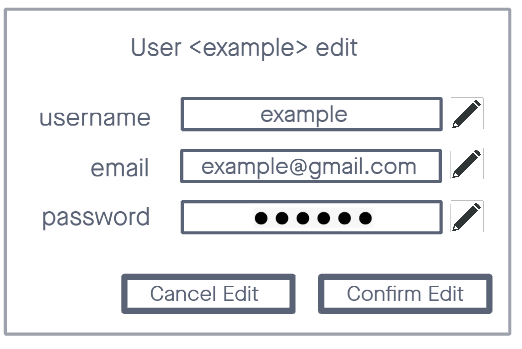 User <example> edit
username example
email example@gmail.com
password ●●●●●●
Cancel Edit Confirm Edit